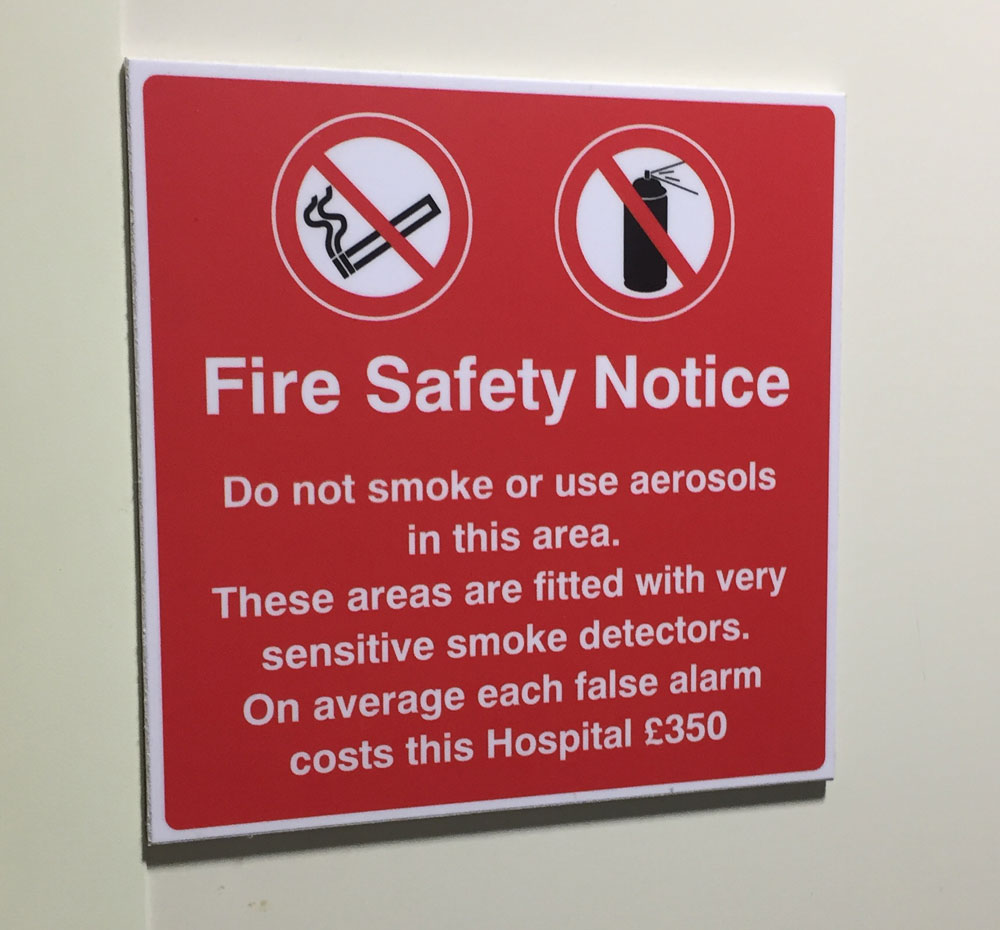 Fire Safety Notice
Do not smoke or use aerosols
in this area.
These areas are fitted with very
sensitive smoke detectors.
On average each false alarm
costs this Hospital £350